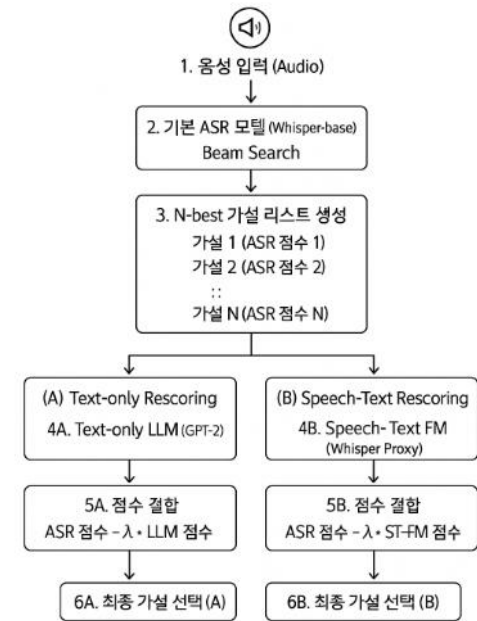 1. 옴성 입력 (Audio)
2. 기본 ASR 모텔 (Whisper-base)
Beam Search
3. N-best 가설 리스트 생성
가설 1 (ASR 점수 1)
가설 2 (ASR 점수 2)
::
가설 N (ASR 점수 N)
(A) Text-only Rescoring
4A. Text-only LLM (GPT-2)
5A. 점수 결합
ASR 점수 – λ • LLM 점수
6A. 최종 가설 선택 (A)
(B) Speech-Text Rescoring
4B. Speech- Text FM
(Whisper Proxy)
5B. 점수 결합
ASR 점수 – λ • ST-FM 점수
6B. 최종 가설 선택 (B)